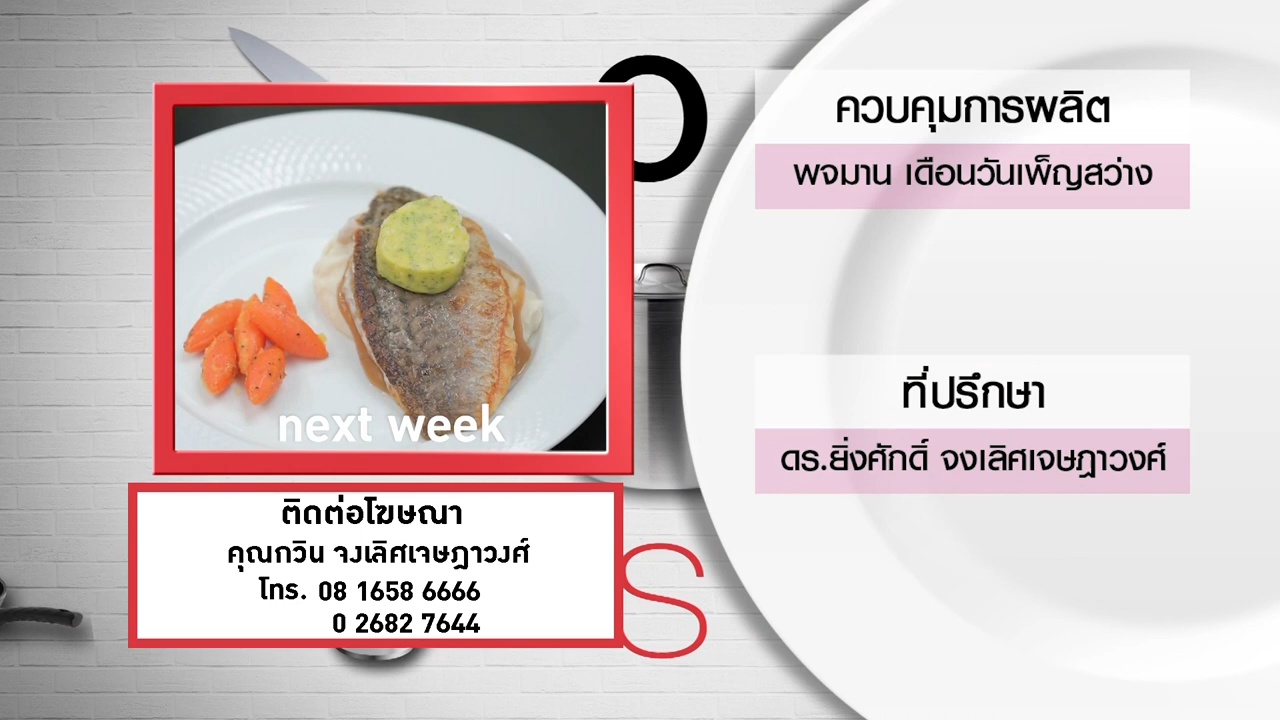 O
ควบคุมการผลิต
พจมาน เดือนวันเพ็ญสว่าง
next week
ที่ปรึกษา
ดร.ยิ่งศักดิ์ จงเลิศเจษฎาวงศ์
ติดต่อโฆษณา
คุณกวิน จงเลิศเจษฎาวงศ์
โทร. 08 1658 6666
0 2682 7644
S